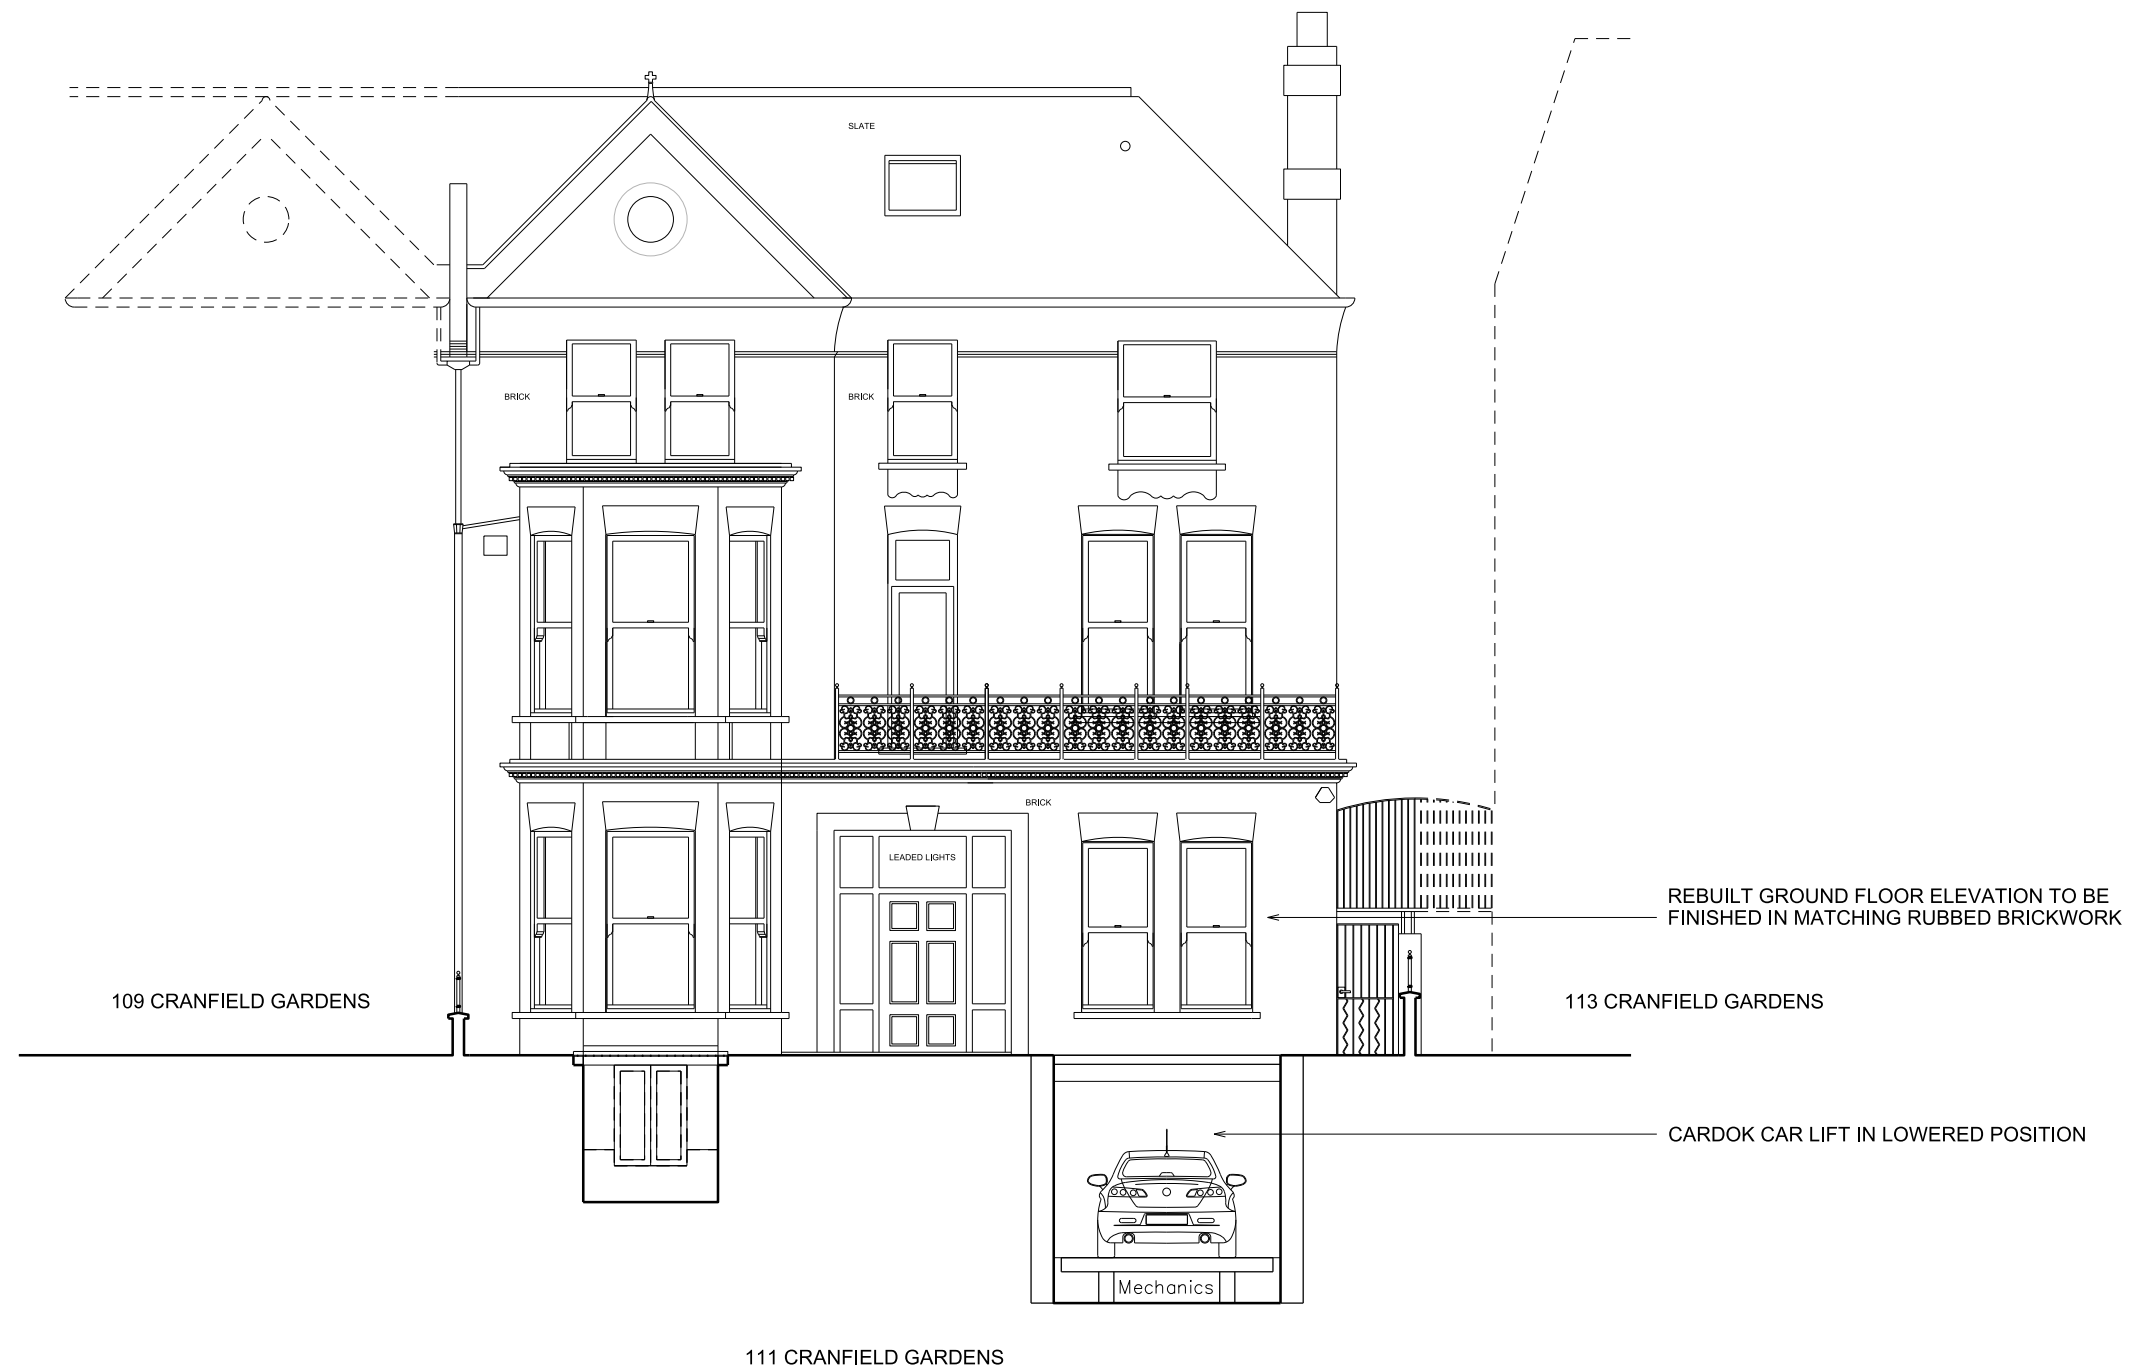 SLATE
BRICK
BRICK
BRICK
LEADED LIGHTS
REBUILT GROUND FLOOR ELEVATION TO BE
FINISHED IN MATCHING RUBBED BRICKWORK
109 CRANFIELD GARDENS
113 CRANFIELD GARDENS
CARDOK CAR LIFT IN LOWERED POSITION
Mechanics
111 CRANFIELD GARDENS